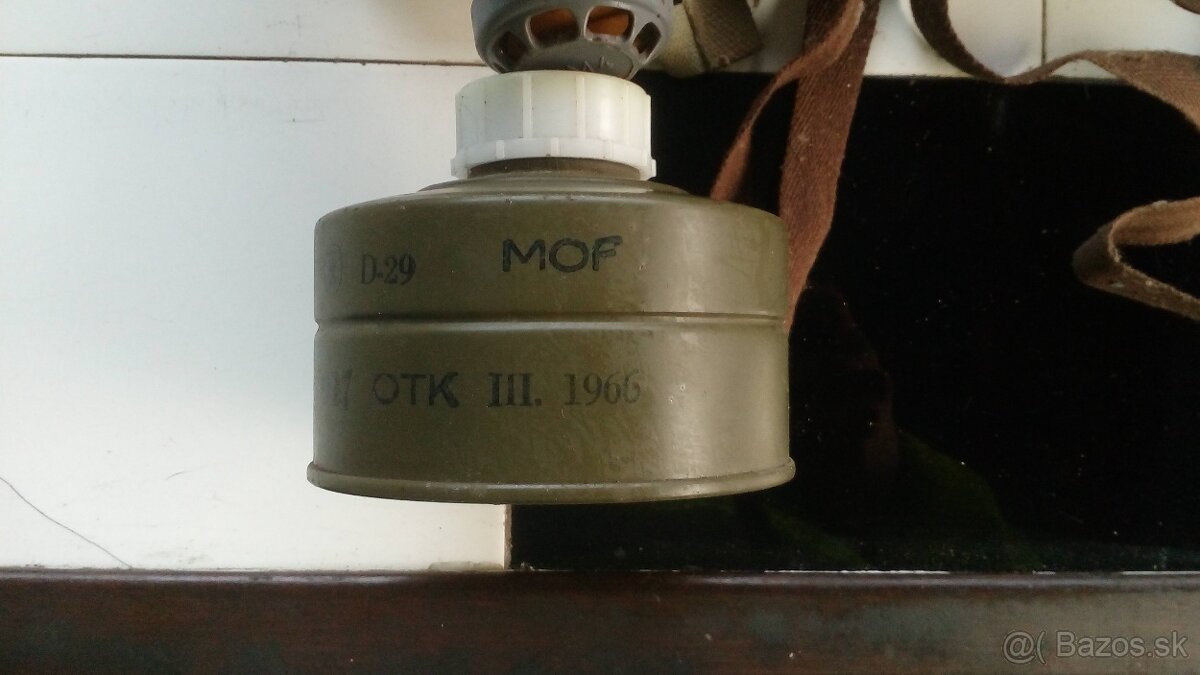 D-29 MOF
OTK III. 1966
@( Bazos.sk